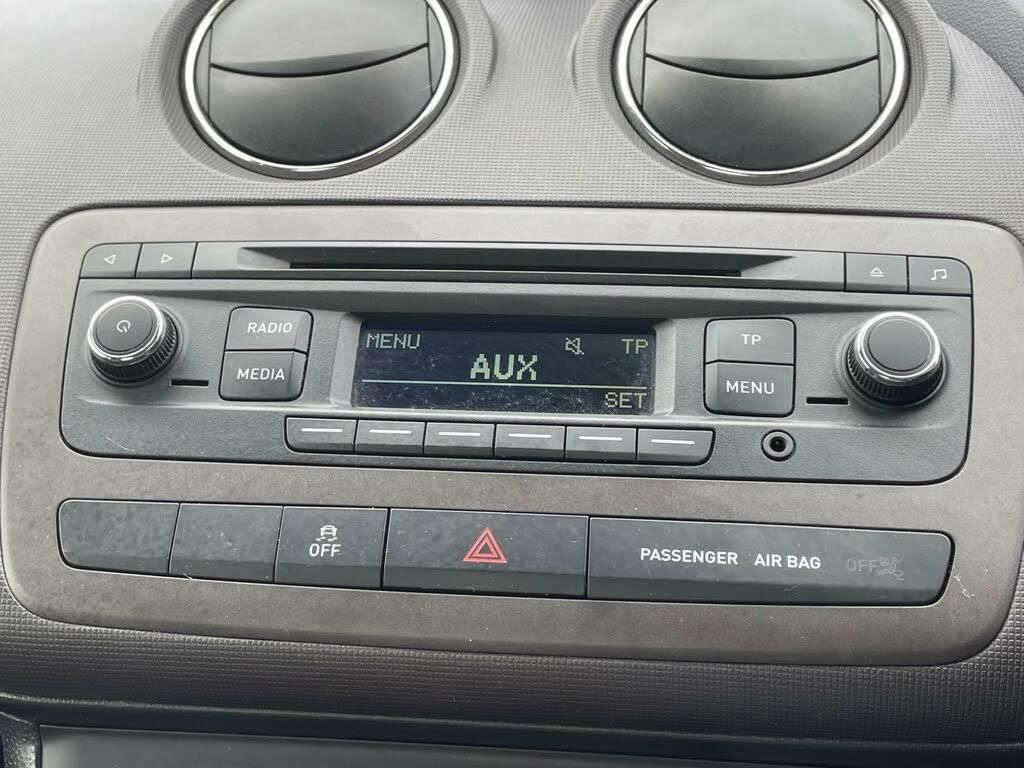 RADIO
MEDIA
MENU TP
AUX
SET
TP
MENU
OFF
PASSENGER AIR BAG OFF